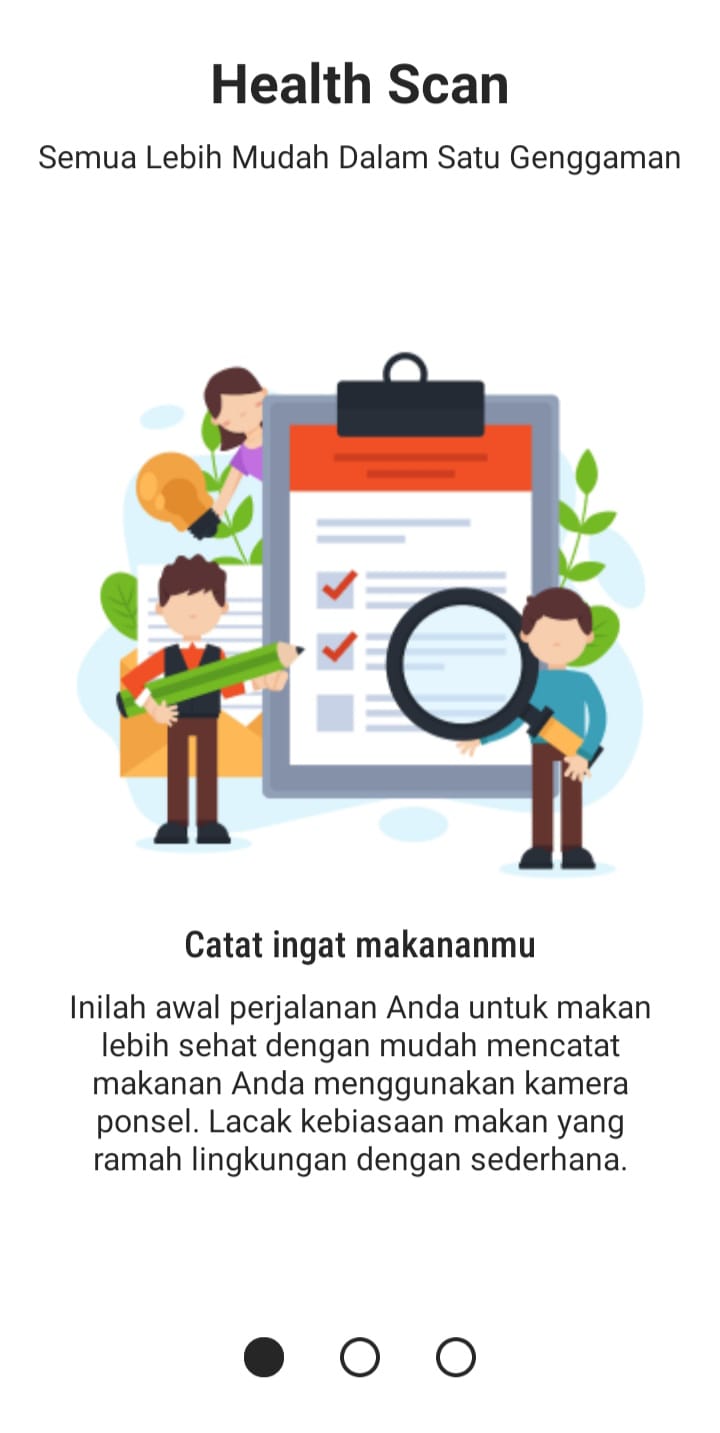 Health Scan
Semua Lebih Mudah Dalam Satu Genggaman
Catat ingat makananmu
Inilah awal perjalanan Anda untuk makan
lebih sehat dengan mudah mencatat
makanan Anda menggunakan kamera
ponsel. Lacak kebiasaan makan yang
ramah lingkungan dengan sederhana.